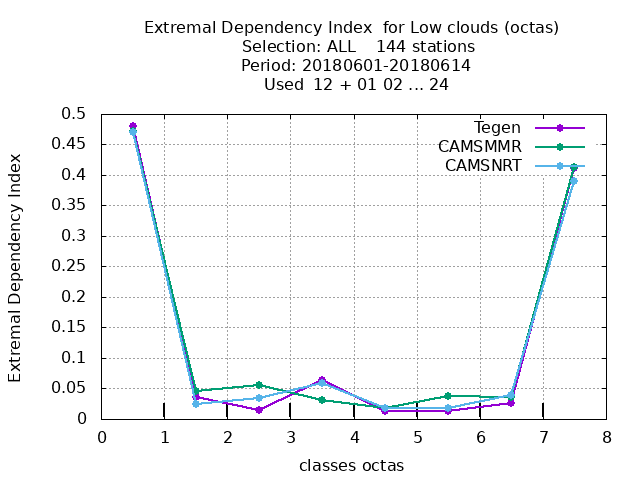 Extremal Dependency Index  for Low clouds (octas)
Selection: ALL    144 stations
Period: 20180601-20180614
Used  12 + 01 02 ... 24
Extremal Dependency Index
0.5
0.45
0.4
0.35
0.3
0.25
0.2
0.15
0.1
0.05
0
Tegen
CAMSMMR
CAMSNRT
0 1 2 3 4 5 6 7 8
classes octas